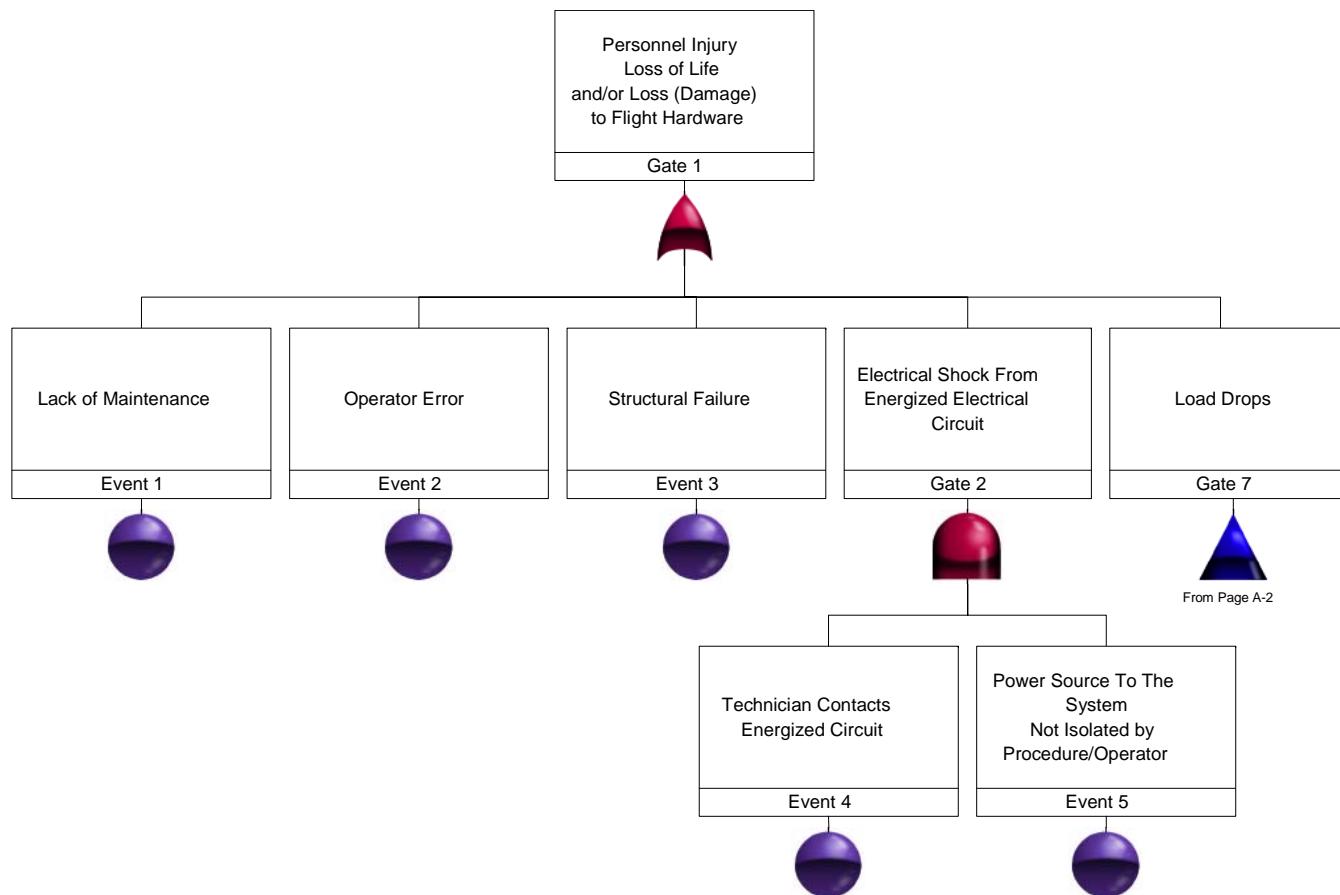 Personnel Injury
Loss of Life
and/or Loss (Damage)
to Flight Hardware
Gate 1
Lack of Maintenance
Event 1
Operator Error
Event 2
Structural Failure
Event 3
Electrical Shock From
Energized Electrical
Circuit
Gate 2
Load Drops
Gate 7
From Page A-2
Technician Contacts
Energized Circuit
Event 4
Power Source To The
System
Not Isolated by
Procedure/Operator
Event 5